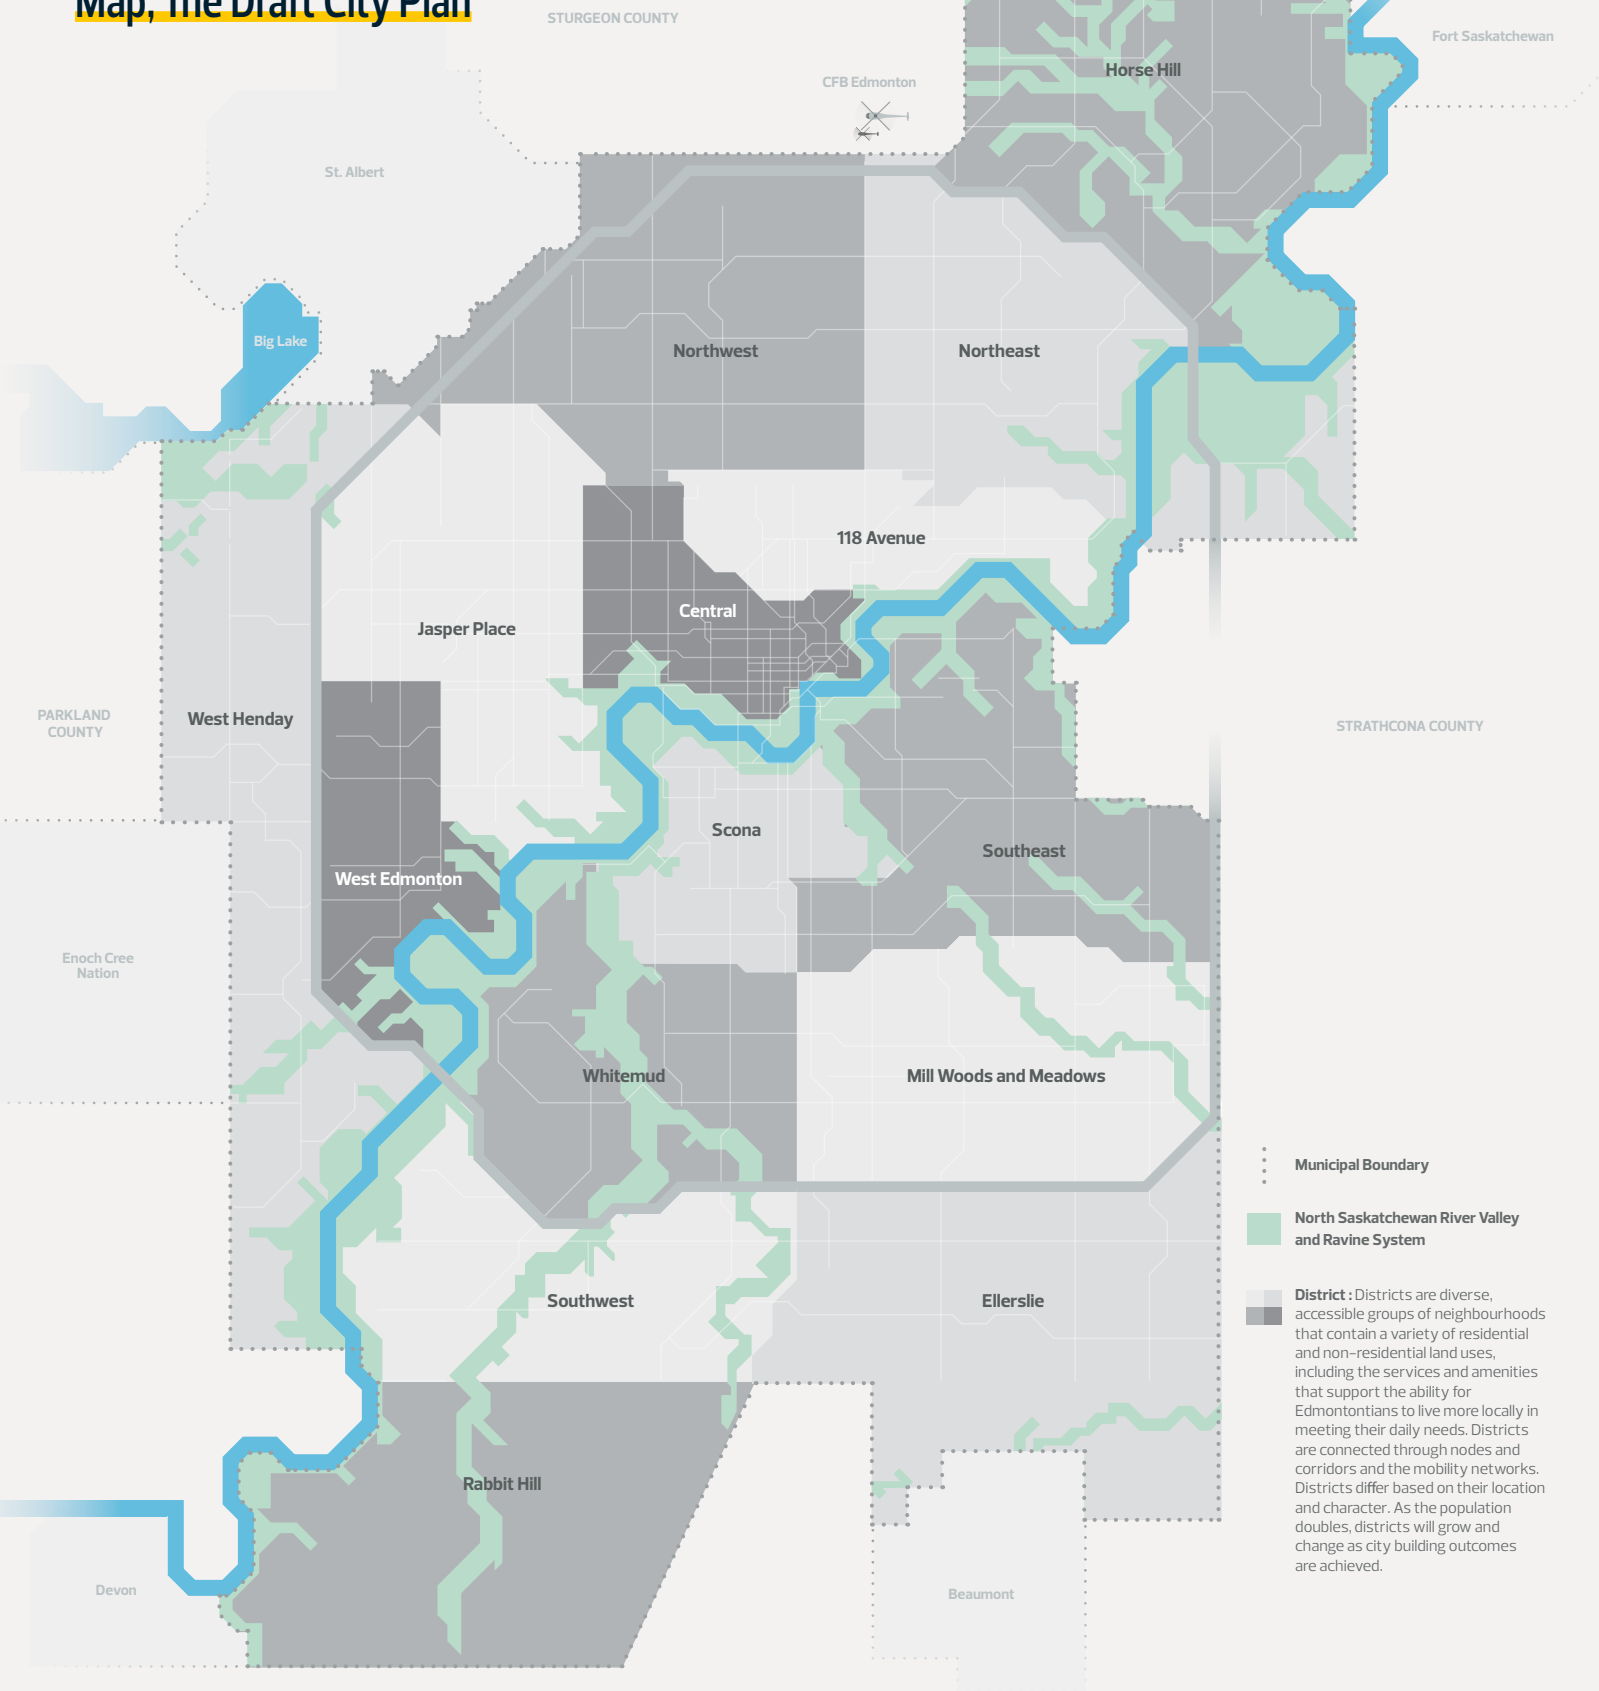 Map, The Draft City Plan
STURGEON COUNTY
Fort Saskatchewan
Horse Hill
CFB Edmonton
St. Albert
Big Lake
Northwest
Northeast
118 Avenue
Central
Jasper Place
PARKLAND
COUNTY
West Henday
STRATHCONA COUNTY
Scona
Southeast
West Edmonton
Enoch Cree
Nation
Whitemud
Mill Woods and Meadows
Southwest
Ellerslie
Rabbit Hill
Devon
Beaumont
Municipal Boundary
North Saskatchewan River Valley
and Ravine System
District : Districts are diverse,
accessible groups of neighbourhoods
that contain a variety of residential
and non-residential land uses,
including the services and amenities
that support the ability for
Edmontontians to live more locally in
meeting their daily needs. Districts
are connected through nodes and
corridors and the mobility networks.
Districts differ based on their location
and character. As the population
doubles, districts will grow and
change as city building outcomes
are achieved.